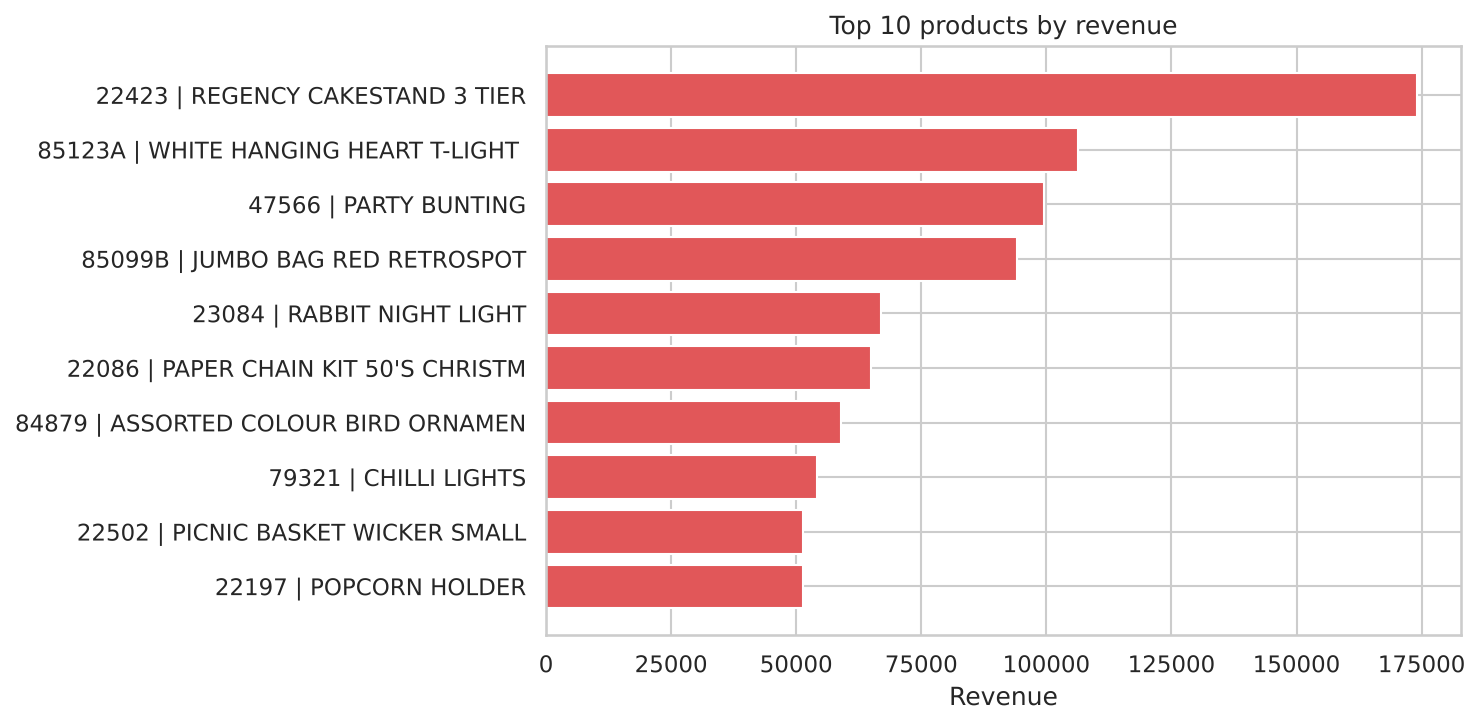 Top 10 products by revenue
22423 | REGENCY CAKESTAND 3 TIER
85123A | WHITE HANGING HEART T-LIGHT
47566 | PARTY BUNTING
85099B | JUMBO BAG RED RETROSPOT
23084 | RABBIT NIGHT LIGHT
22086 | PAPER CHAIN KIT 50'S CHRISTM
84879 | ASSORTED COLOUR BIRD ORNAMEN
79321 | CHILLI LIGHTS
22502 | PICNIC BASKET WICKER SMALL
22197 | POPCORN HOLDER
0 25000 50000 75000 100000 125000 150000 175000
Revenue